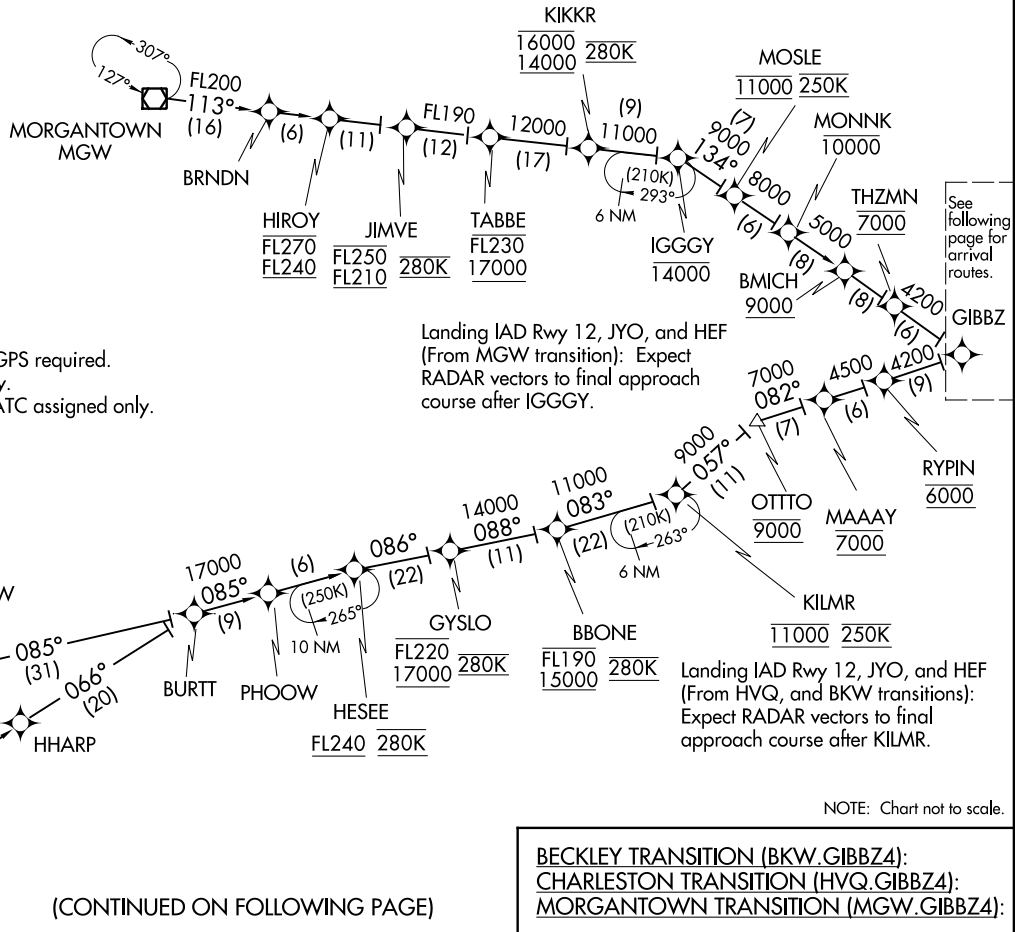 KIKKR
16000
14000 280K
307°
127°
FL200
113°
(16)
MORGANTOWN
MGW
(6)
BRNDN
(11)
HIROY
FL270
FL240
JIMVE
FL250
FL210
280K
FL190
(12)
TABBE
FL230
17000
12000
(17)
(9)
11000
(210K)
293°
6 NM
IGGGY
14000
MOSLE
11000 250K
(7)
9000
134°
MONNK
10000
8000
(6)
5000
(8)
BMICH
9000
THZMN
7000
(8)
4200
(6)
See
following
page for
arrival
routes.
GIBBZ
Landing IAD Rwy 12, JYO, and HEF
(From MGW transition): Expect
RADAR vectors to final approach
course after IGGGY.
GPS required.
y.
ATC assigned only.
7000
082°
(7)
4500
(6)
4200
(9)
RYPIN
6000
MAAAY
7000
OTTTO
9000
9000
057°
(11)
KILMR
11000 250K
11000
083°
(22)
(210K)
263°
6 NM
14000
088°
(11)
BBONE
FL190
15000
280K
086°
(22)
GYSLO
FL220
17000
280K
(6)
(250K)
265°
10 NM
HESEE
FL240 280K
17000
085°
(9)
PHOOW
BURTT
W
085°
(31)
066°
(20)
HHARP
Landing IAD Rwy 12, JYO, and HEF
(From HVQ, and BKW transitions):
Expect RADAR vectors to final
approach course after KILMR.
NOTE: Chart not to scale.
BECKLEY TRANSITION (BKW.GIBBZ4):
CHARLESTON TRANSITION (HVQ.GIBBZ4):
MORGANTOWN TRANSITION (MGW.GIBBZ4):
(CONTINUED ON FOLLOWING PAGE)